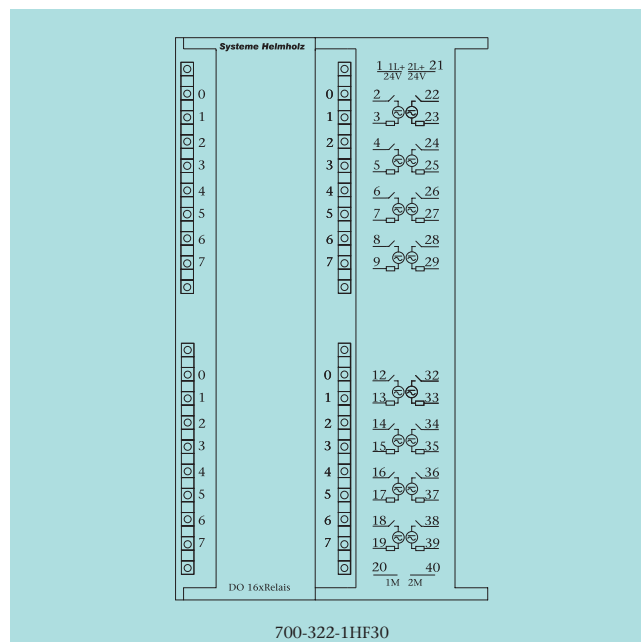 Systeme Helmholz
1 1L+ 2L+ 21
24V 24V
0 0 2 22
1 1 3 23
2 2 4 24
3 3 5 25
4 4 6 26
5 5 7 27
6 6 8 28
7 7 9 29
0 0 12 32
1 1 13 33
2 2 14 34
3 3 15 35
4 4 16 36
5 5 17 37
6 6 18 38
7 7 19 39
20 40
1M 2M
DO 16xRelais
700-322-1HF30